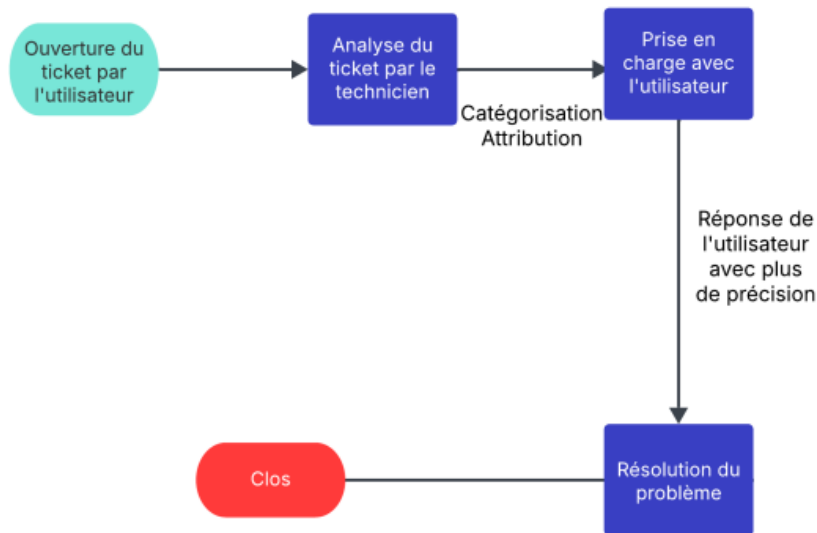 Ouverture du
ticket par
l'utilisateur
Analyse du
ticket par le
technicien
Catégorisation
Attribution
Prise en
charge avec
l'utilisateur
Réponse de
l'utilisateur
avec plus
de précision
Résolution du
problème
Clos